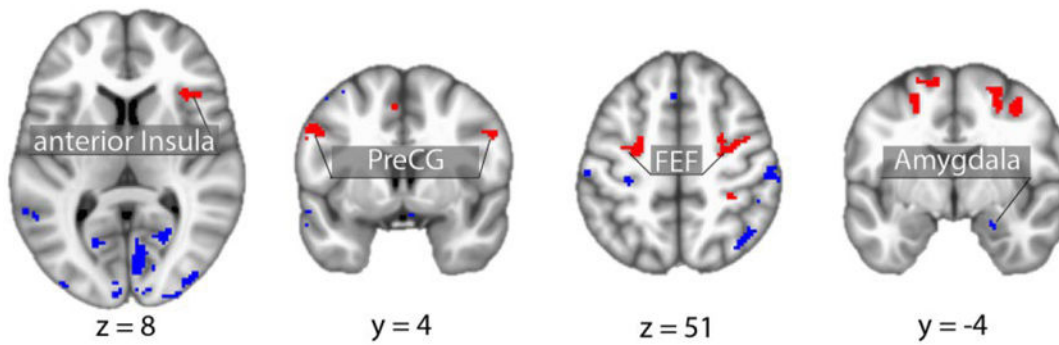 anterior Insula
PreCG
FEF
Amygdala
z = 8
y = 4
z = 51
y = -4